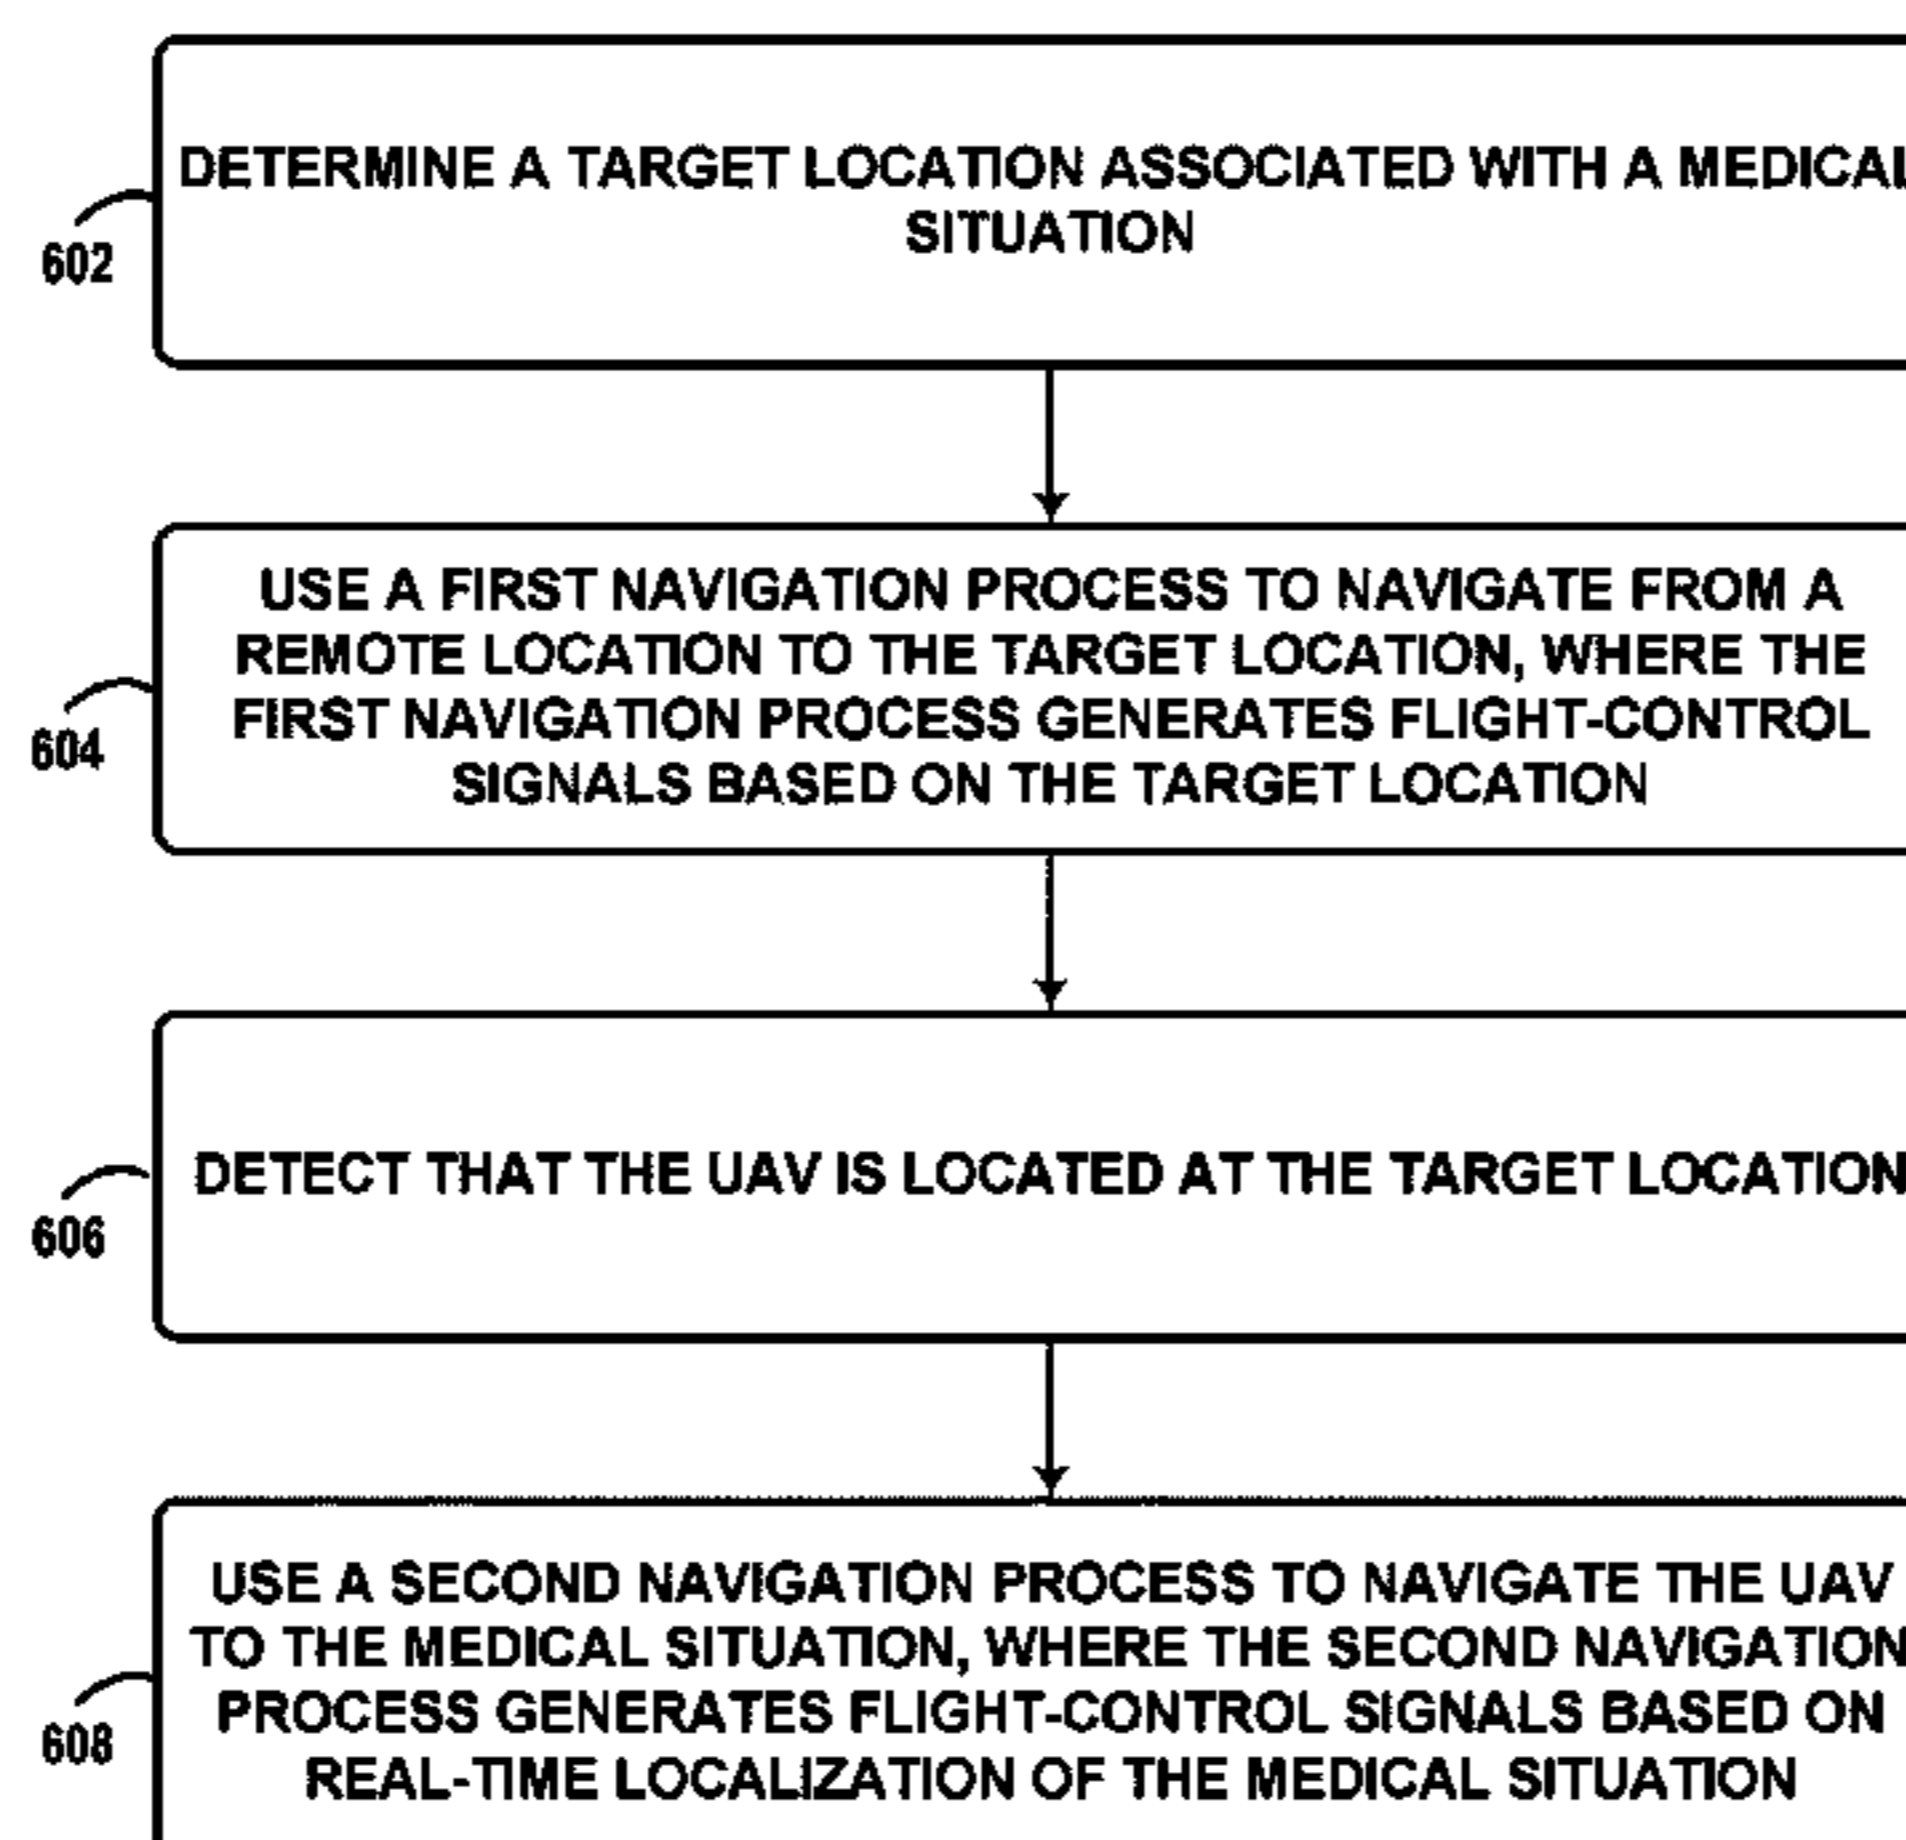 DETERMINE A TARGET LOCATION ASSOCIATED WITH A MEDICAL
SITUATION
602
USE A FIRST NAVIGATION PROCESS TO NAVIGATE FROM A
REMOTE LOCATION TO THE TARGET LOCATION, WHERE THE
FIRST NAVIGATION PROCESS GENERATES FLIGHT-CONTROL
SIGNALS BASED ON THE TARGET LOCATION
604
DETECT THAT THE UAV IS LOCATED AT THE TARGET LOCATION
606
USE A SECOND NAVIGATION PROCESS TO NAVIGATE THE UAV
TO THE MEDICAL SITUATION, WHERE THE SECOND NAVIGATION
PROCESS GENERATES FLIGHT-CONTROL SIGNALS BASED ON
REAL-TIME LOCALIZATION OF THE MEDICAL SITUATION
608